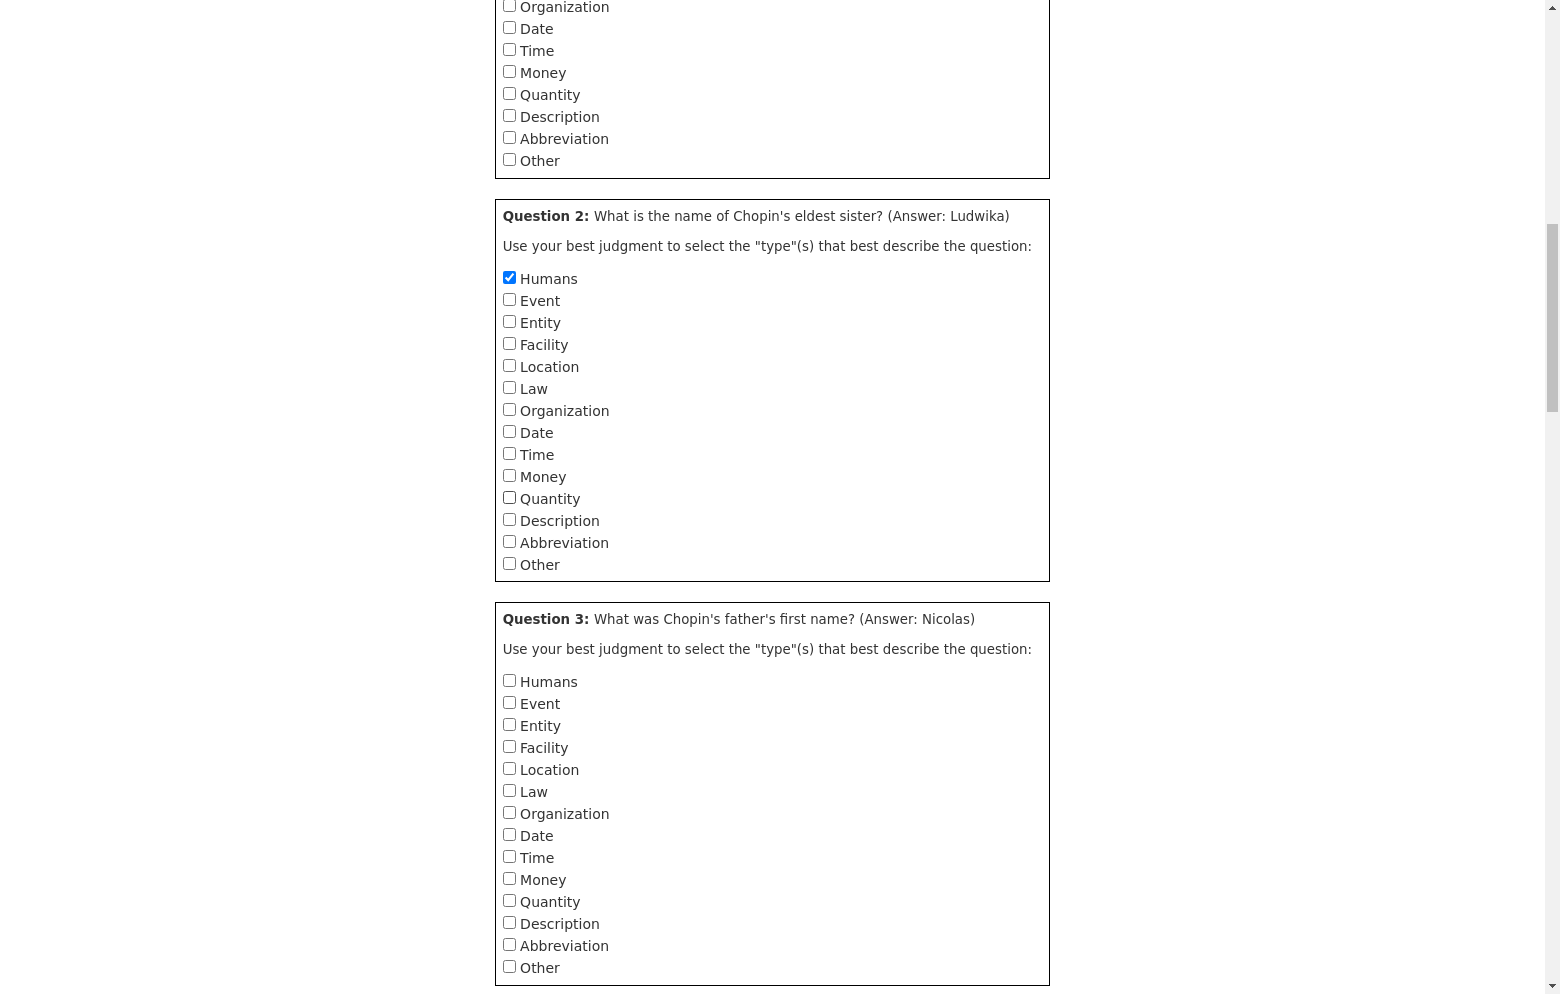 Organization
Date
Time
Money
Quantity
Description
Abbreviation
Other
Question 2: What is the name of Chopin's eldest sister? (Answer: Ludwika)
Use your best judgment to select the "type"(s) that best describe the question:
Humans
Event
Entity
Facility
Location
Law
Organization
Date
Time
Money
Quantity
Description
Abbreviation
Other
Question 3: What was Chopin's father's first name? (Answer: Nicolas)
Use your best judgment to select the "type"(s) that best describe the question:
Humans
Event
Entity
Facility
Location
Law
Organization
Date
Time
Money
Quantity
Description
Abbreviation
Other